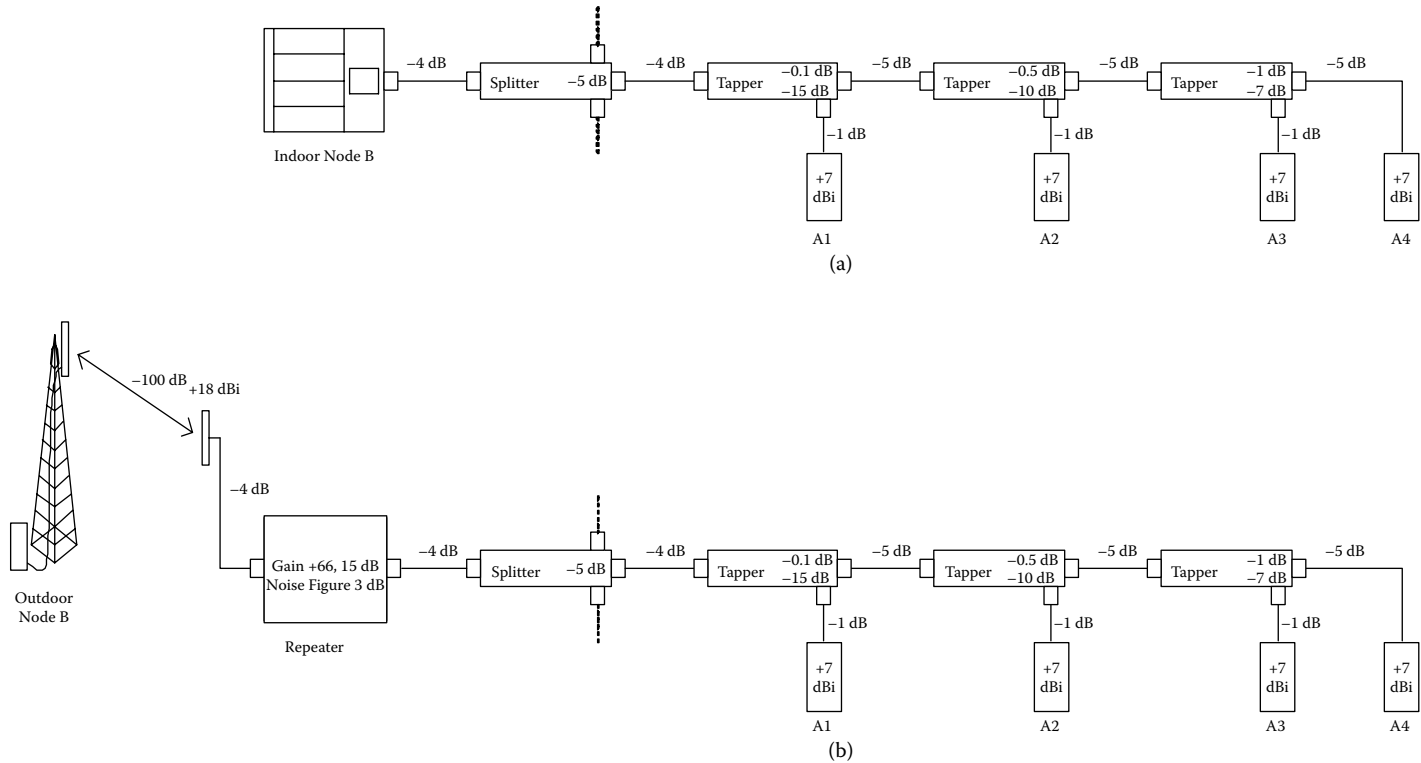 −4 dB
Splitter
−5 dB
−4 dB
Tapper
−0.1 dB
−15 dB
−5 dB
Tapper
−0.5 dB
−10 dB
−5 dB
Tapper
−1 dB
−7 dB
−5 dB
−1 dB
−1 dB
−1 dB
Indoor Node B
+7
dBi
+7
dBi
+7
dBi
+7
dBi
A1
A2
A3
A4
(a)
−100 dB
+18 dBi
−4 dB
Gain +66, 15 dB
Noise Figure 3 dB
−4 dB
Splitter
−5 dB
−4 dB
Tapper
−0.1 dB
−15 dB
−5 dB
Tapper
−0.5 dB
−10 dB
−5 dB
Tapper
−1 dB
−7 dB
−5 dB
Outdoor
Node B
Repeater
−1 dB
−1 dB
−1 dB
+7
dBi
+7
dBi
+7
dBi
+7
dBi
A1
A2
A3
A4
(b)